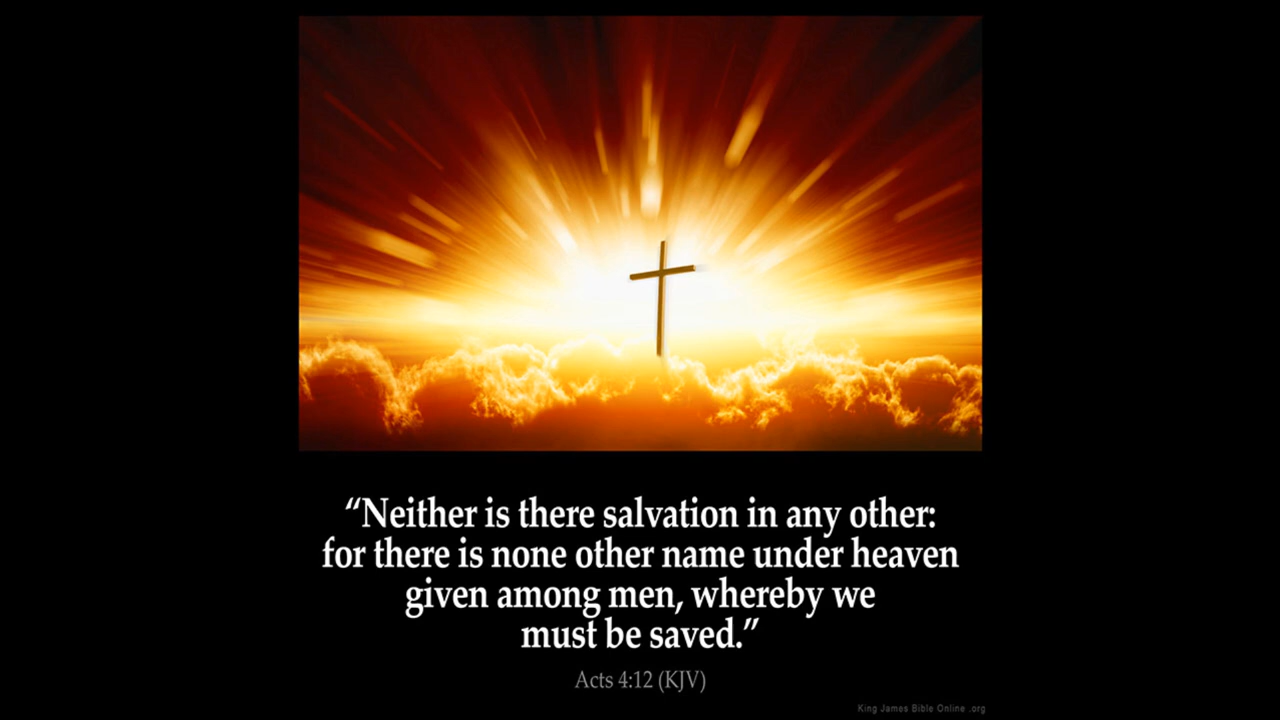 “Neither is there salvation in any other:
for there is none other name under heaven
given among men, whereby we
must be saved.”
Acts 4:12 (KJV)
King James Bible Online .org